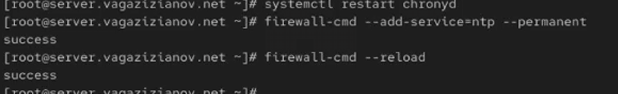 [root@server.vagazizianov.net ~]# systemctl restart chronyd
[root@server.vagazizianov.net ~]# firewall-cmd --add-service=ntp --permanent
success
[root@server.vagazizianov.net ~]# firewall-cmd --reload
success
[root@server.vagazizianov.net ~]#